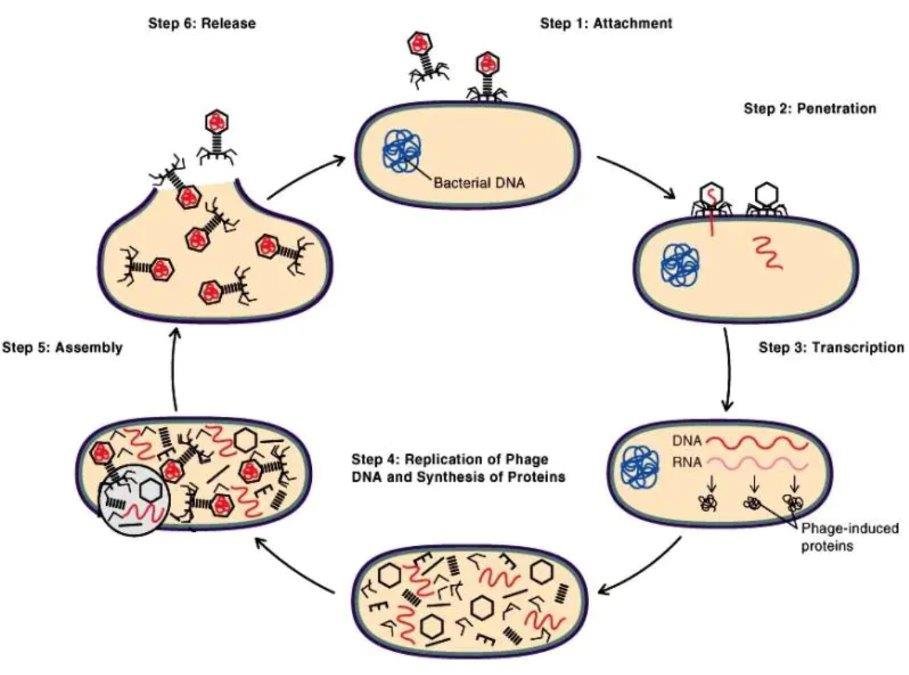 Step 6: Release
Step 1: Attachment
Step 2: Penetration
Bacterial DNA
Step 5: Assembly
Step 3: Transcription
DNA
RNA
Step 4: Replication of Phage
DNA and Synthesis of Proteins
Phage-induced
proteins